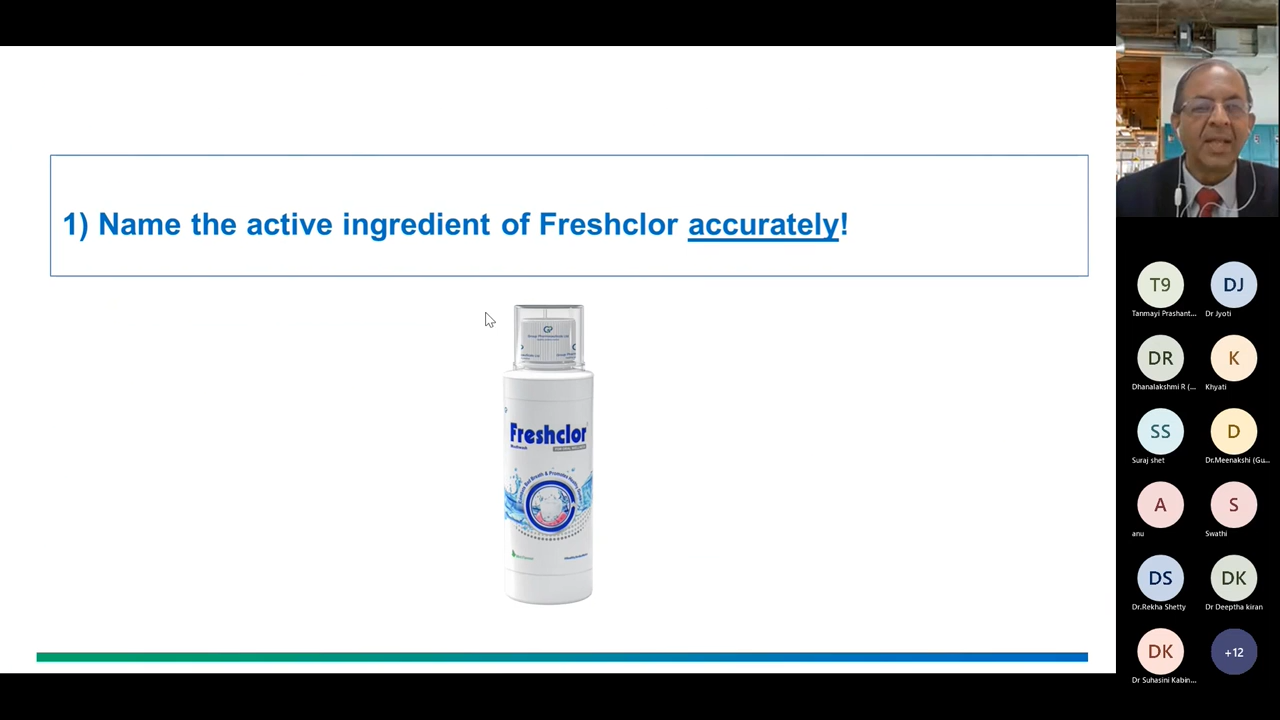 1) Name the active ingredient of Freshclor accurately!
Freshclor
T9
DJ
Tanmayi Prashant...
Dr Jyoti
DR
K
Dhanalakshmi R (...
Khyati
SS
D
Suraj shet
Dr.Meenakshi (Gu...
A
S
anu
Swathi
DS
DK
Dr.Rekha Shetty
Dr Deeptha kiran
DK
+12
Dr Suhasini Kabin...